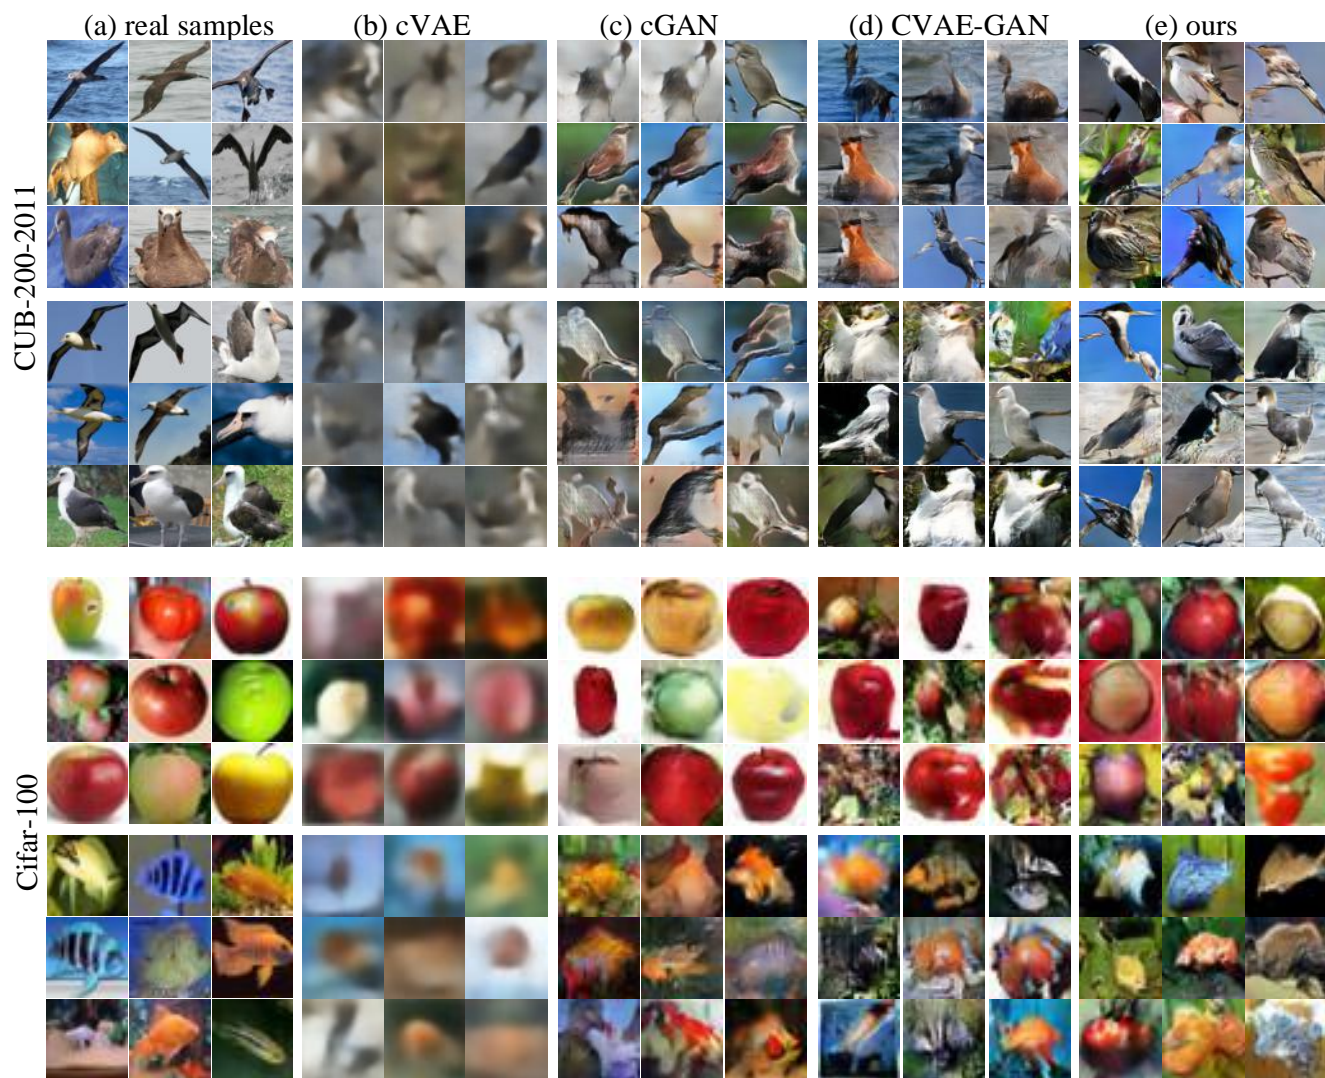 (a) real samples
(b) cVAE
(c) cGAN
(d) CVAE-GAN
(e) ours
CUB-200-2011
Cifar-100